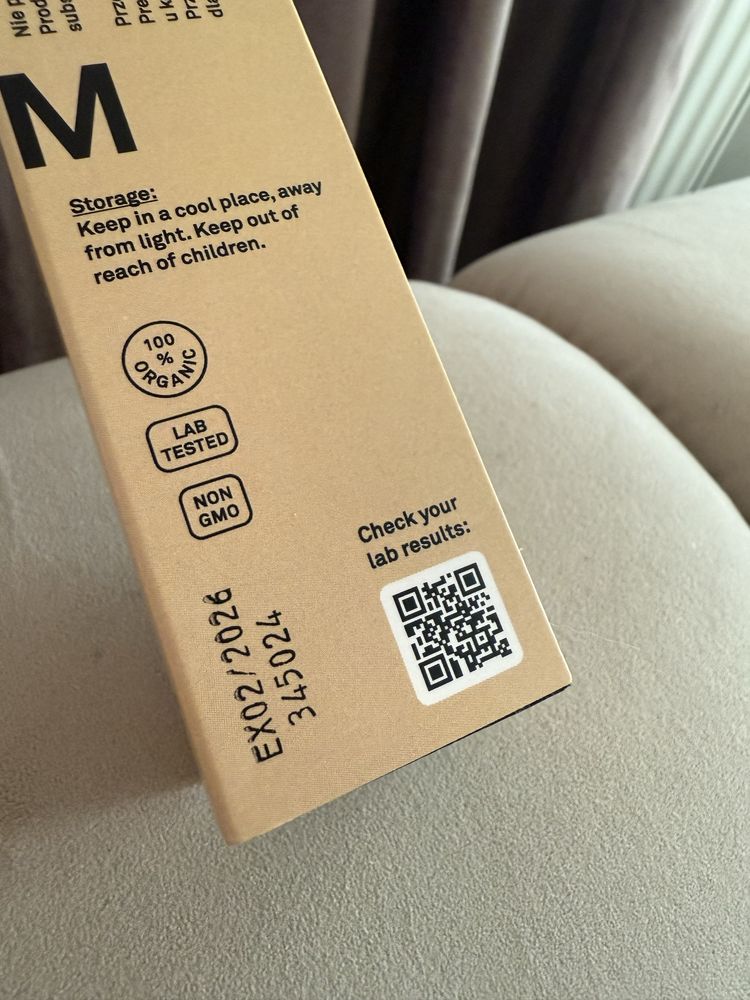 M
Storage:
Keep in a cool place, away
from light. Keep out of
reach of children.
100
%
ORGANIC
LAB
TESTED
NON
GMO
Check your
lab results:
EX02/2026
345024